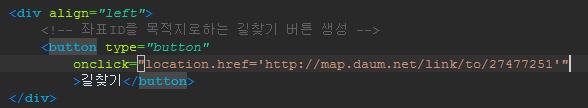 <div align="left">
<!-- 좌표ID을 목적지로하는 길찾기 버튼 생성 -->
<button type="button"
onclick="location.href='http://map.daum.net/link/to/27477251'"
>길찾기</button>
</div>